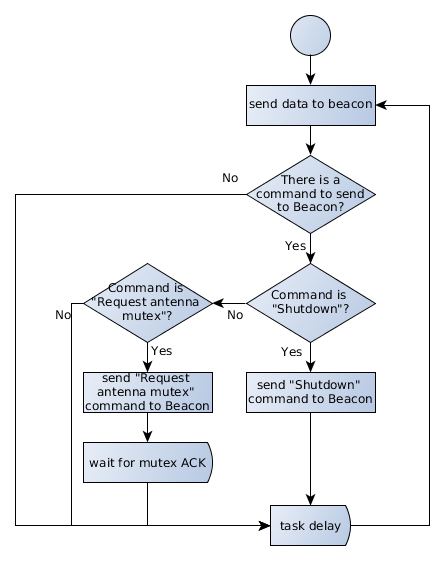 send data to beacon
No
There is a
command to send
to Beacon?
Yes
Command is
"Request antenna
mutex"?
Command is
"Shutdown"?
No
No
Yes
Yes
send "Request
antenna mutex"
command to Beacon
send "Shutdown"
command to Beacon
wait for mutex ACK
task delay